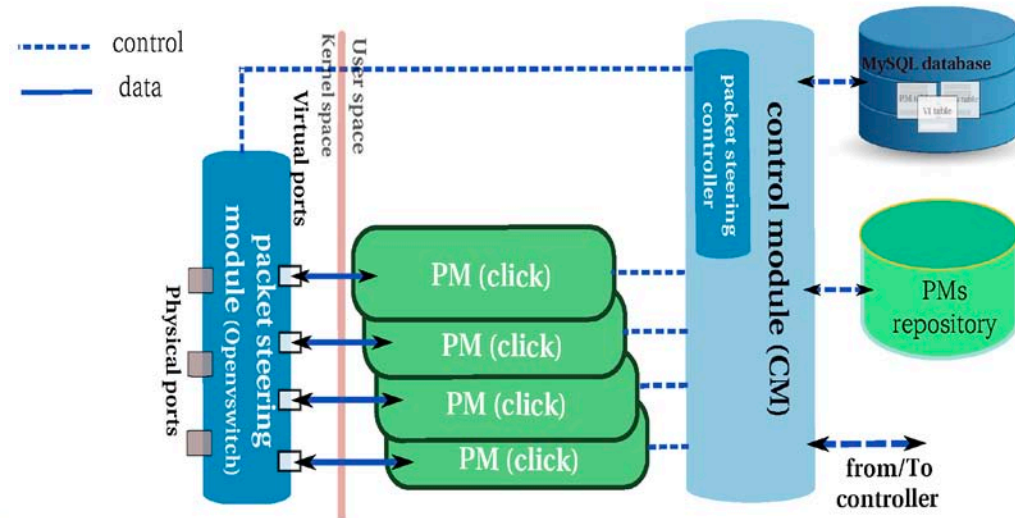 control
data
Kernel space
User space
Virtual ports
Physical ports
packet steering
module (Openvswitch)
PM (click)
PM (click)
PM (click)
PM (click)
packet steering
controller
control module (CM)
MySQL database
VI table
PMs
repository
from/To
controller